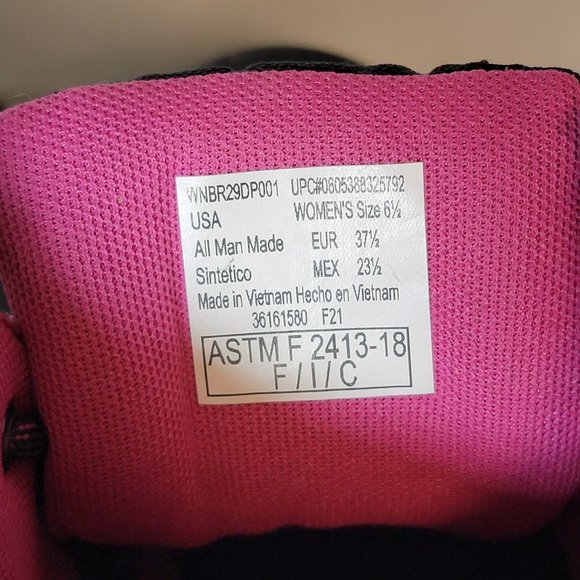 WNBR29DP001 UPC#0805388325792
USA WOMEN'S Size 6½
All Man Made EUR 37½
Sintetico MEX 23½
Made in Vietnam Hecho en Vietnam
36161580 F21
ASTM F 2413-18
F / I / C